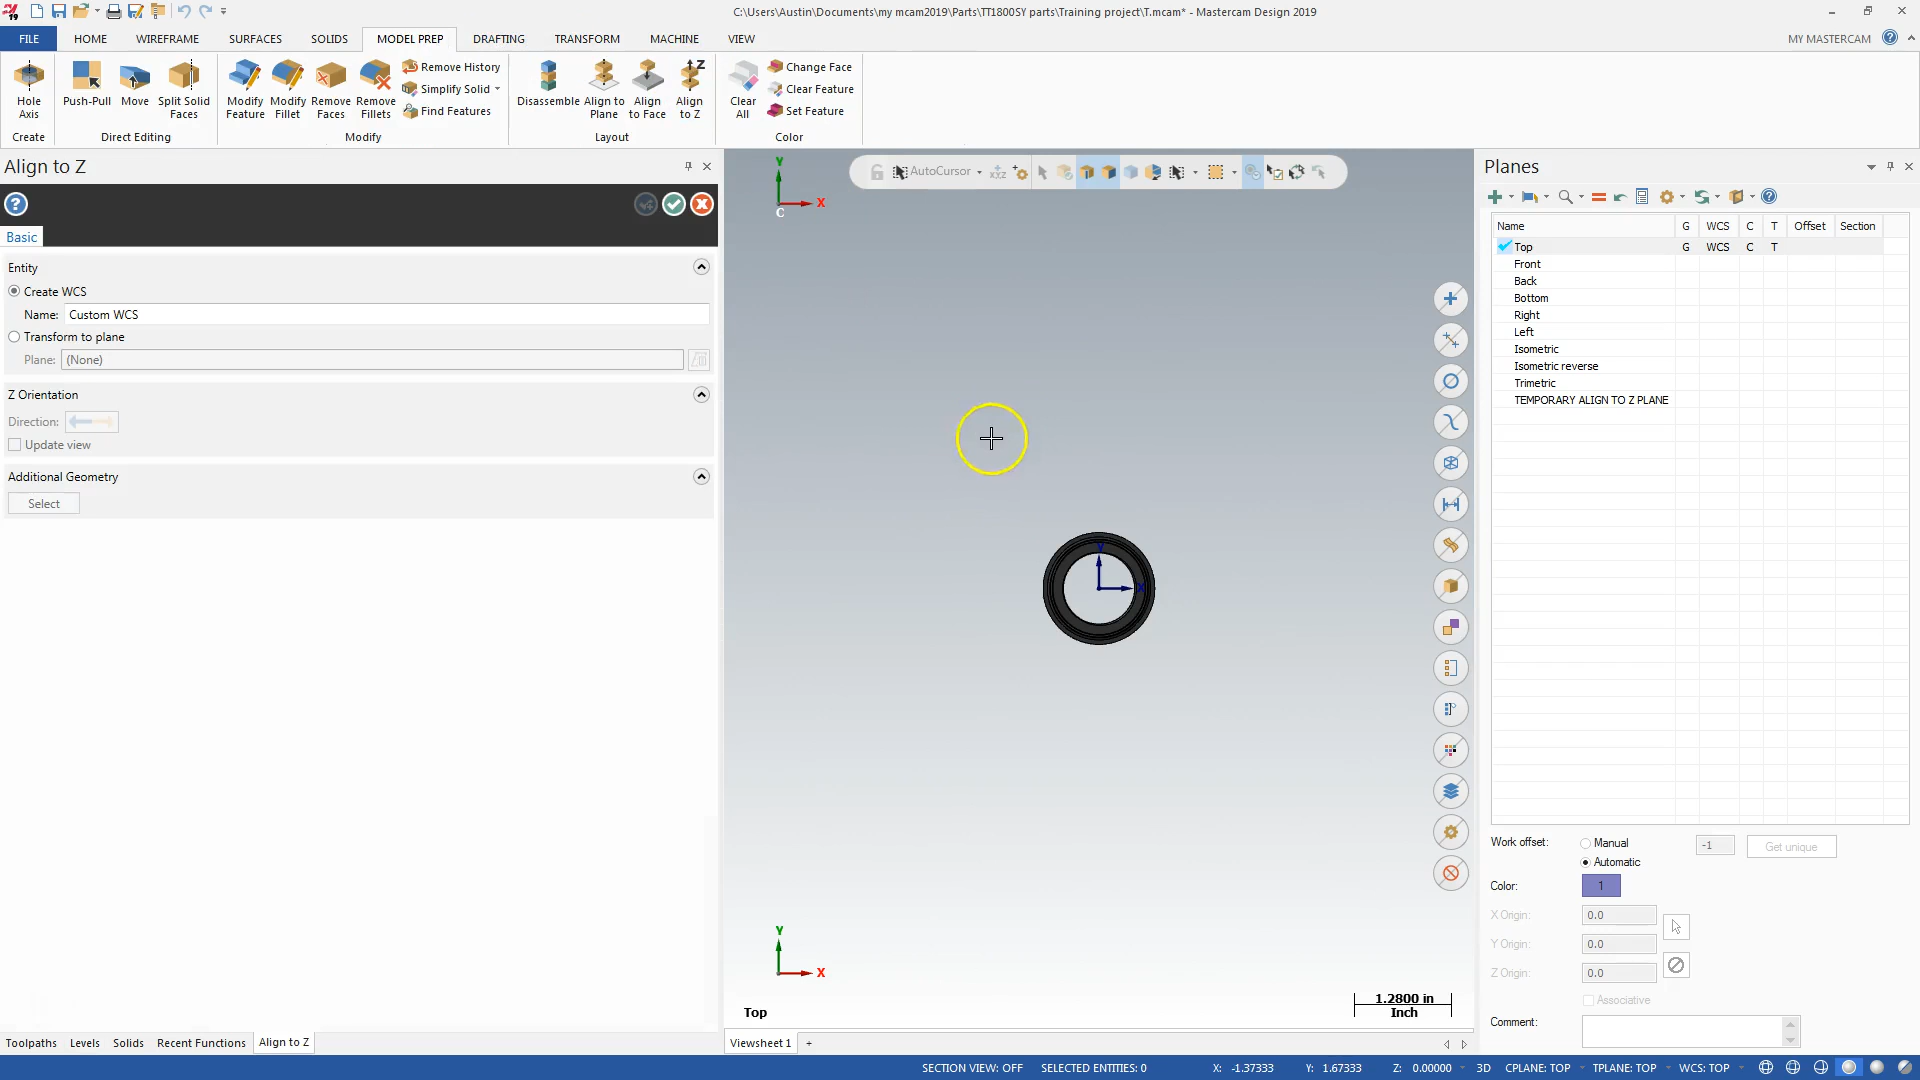 C:\Users\Austin\Documents\my mcam2019\Parts\TT1800SY parts\Training project\T.mcam* - Mastercam Design 2019
FILE HOME WIREFRAME SURFACES SOLIDS MODEL PREP DRAFTING TRANSFORM MACHINE VIEW MY MASTERCAM
Hole Axis
Create
Push-Pull
Move
Split Solid Faces
Direct Editing
Modify Feature
Modify Fillet
Remove Faces
Remove Fillets
Remove History
Simplify Solid
Find Features
Modify
Disassemble
Align to Plane
Align to Face
Align to Z
Layout
Clear All
Change Face
Clear Feature
Set Feature
Color
Align to Z
Basic
Entity
Create WCS
Name: Custom WCS
Transform to plane
Plane: (None)
Z Orientation
Direction:
Update view
Additional Geometry
Select
Toolpaths Levels Solids Recent Functions Align to Z
AutoCursor
Y
X
C
Y
X
Y
X
Top
1.2800 in
Inch
Viewsheet 1 +
Planes
Name G WCS C T Offset Section
Top G WCS C T
Front
Back
Bottom
Right
Left
Isometric
Isometric reverse
Trimetric
TEMPORARY ALIGN TO Z PLANE
Work offset: Manual -1 Get unique
Automatic
Color: 1
X Origin: 0.0
Y Origin: 0.0
Z Origin: 0.0
Associative
Comment:
SECTION VIEW: OFF SELECTED ENTITIES: 0 X: -1.37333 Y: 1.67333 Z: 0.00000 3D CPLANE: TOP TPLANE: TOP WCS: TOP